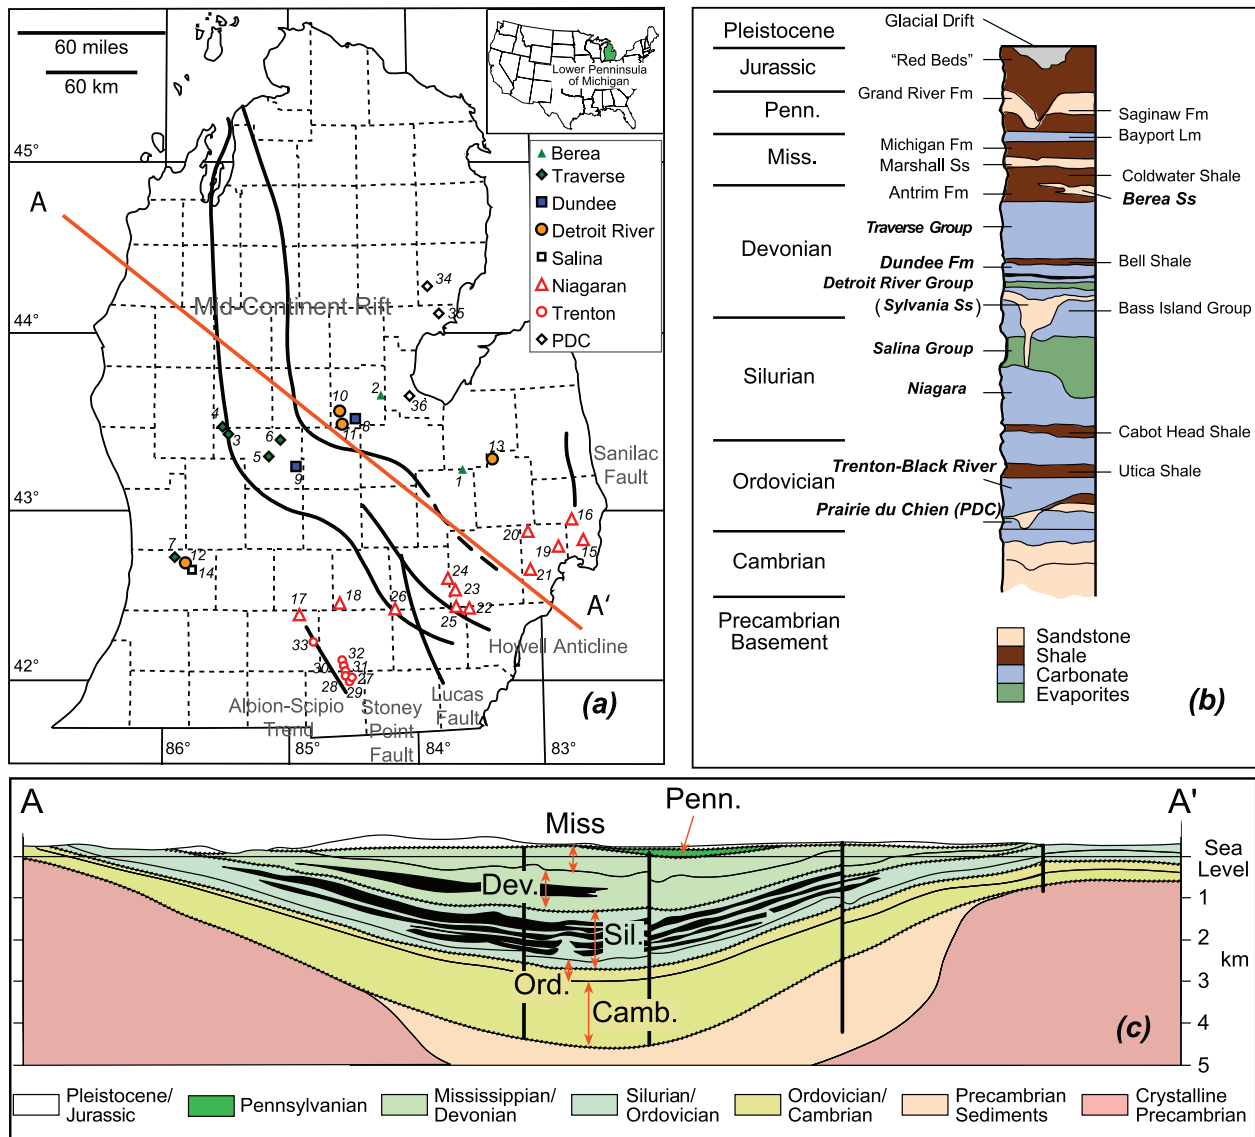 (a)
60 miles
60 km
Lower Penninsula
of Michigan
Berea
Traverse
Dundee
Detroit River
Salina
Niagaran
Trenton
PDC
45°
44°
43°
42°
A
Mid-Continent Rift
34
35
36
2
10
11
8
4
3
6
5
9
13
1
Sanilac
Fault
16
20
19
15
21
7
12
14
24
23
22
25
26
A'
17
18
33
32
30
31
27
28
29
Howell Anticline
Albion-Scipio
Trend
Stoney
Point
Fault
Lucas
Fault
86°
85°
84°
83°
(a)
Pleistocene
Jurassic
Penn.
Miss.
Devonian
Silurian
Ordovician
Cambrian
Precambrian
Basement
Glacial Drift
“Red Beds”
Grand River Fm
Saginaw Fm
Bayport Lm
Michigan Fm
Marshall Ss
Coldwater Shale
Antrim Fm
Berea Ss
Traverse Group
Dundee Fm
Bell Shale
Detroit River Group
(Sylvania Ss)
Bass Island Group
Salina Group
Niagara
Cabot Head Shale
Trenton-Black River
Utica Shale
Prairie du Chien (PDC)
Sandstone
Shale
Carbonate
Evaporites
(b)
A
A'
Miss
Penn.
Dev.
Sil.
Ord.
Camb.
Sea
Level
1
2
km
3
4
5
(c)
Pleistocene/
Jurassic
Pennsylvanian
Mississippian/
Devonian
Silurian/
Ordovician
Ordovician/
Cambrian
Precambrian
Sediments
Crystalline
Precambrian